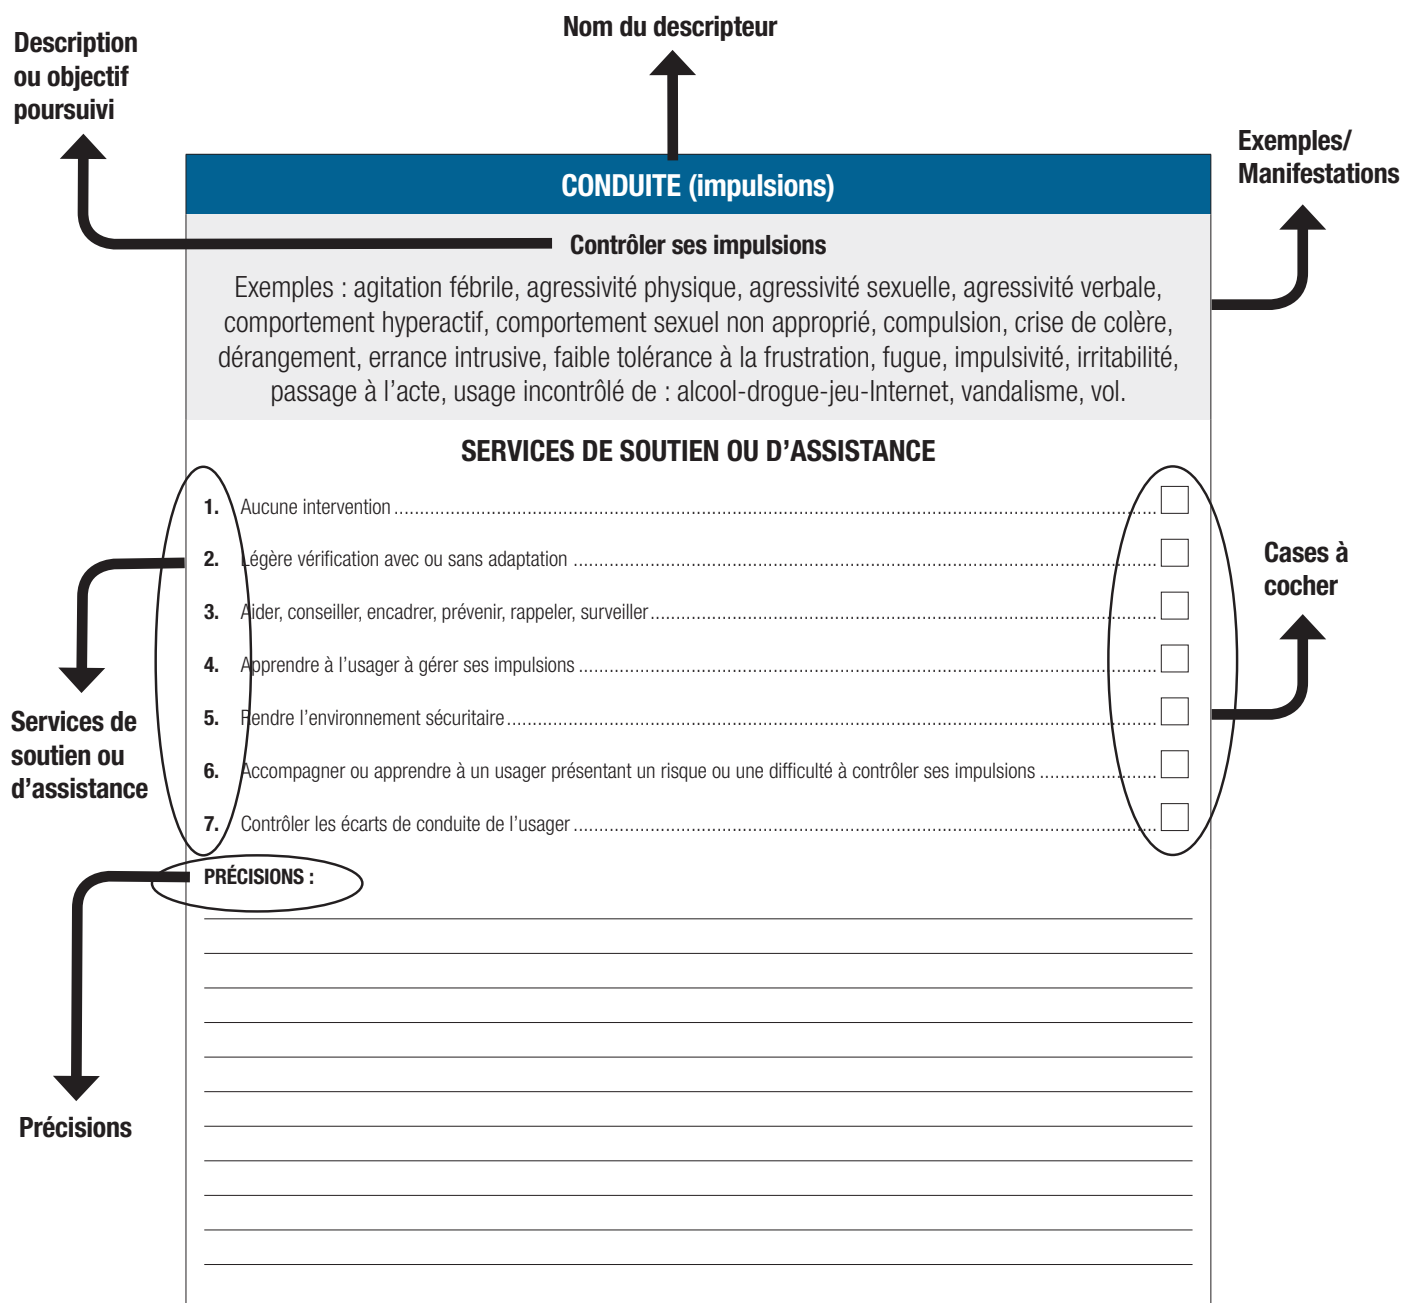 Nom du descripteur
Description
ou objectif
poursuivi
Exemples/
Manifestations
CONDUITE (impulsions)
Contrôler ses impulsions
Exemples : agitation fébrile, agressivité physique, agressivité sexuelle, agressivité verbale,
comportement hyperactif, comportement sexuel non approprié, compulsion, crise de colère,
dérangement, errance intrusive, faible tolérance à la frustration, fugue, impulsivité, irritabilité,
passage à l’acte, usage incontrôlé de : alcool-drogue-jeu-Internet, vandalisme, vol.
SERVICES DE SOUTIEN OU D’ASSISTANCE
1. Aucune intervention
2. Légère vérification avec ou sans adaptation
3. Aider, conseiller, encadrer, prévenir, rappeler, surveiller
4. Apprendre à l’usager à gérer ses impulsions
5. Rendre l’environnement sécuritaire
6. Accompagner ou apprendre à un usager présentant un risque ou une difficulté à contrôler ses impulsions
7. Contrôler les écarts de conduite de l’usager
Cases à
cocher
Services de
soutien ou
d’assistance
PRÉCISIONS :
Précisions